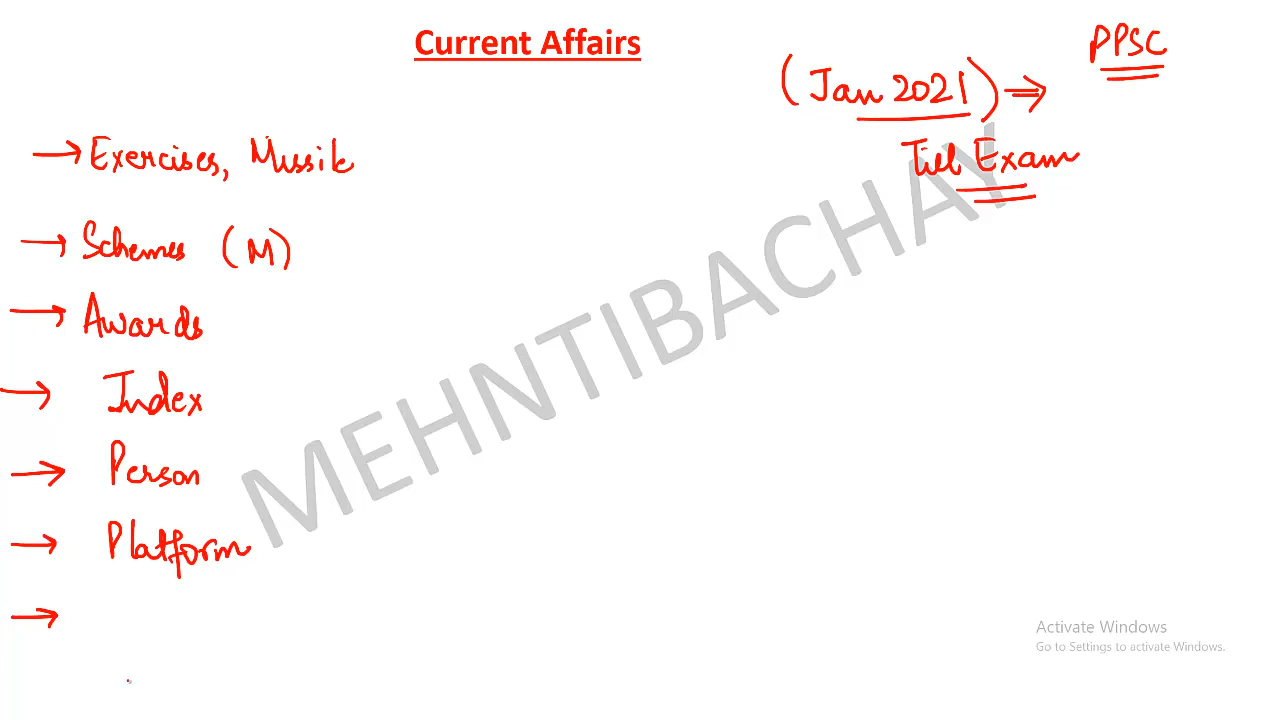 Current Affairs
PPSC
(Jan 2021) ⇒
Till Exam
→ Exercises, Missile
→ Schemes (M)
→ Awards
→ Index
→ Person
→ Platform
→
MEHNTIBACHAY
Activate Windows
Go to Settings to activate Windows.